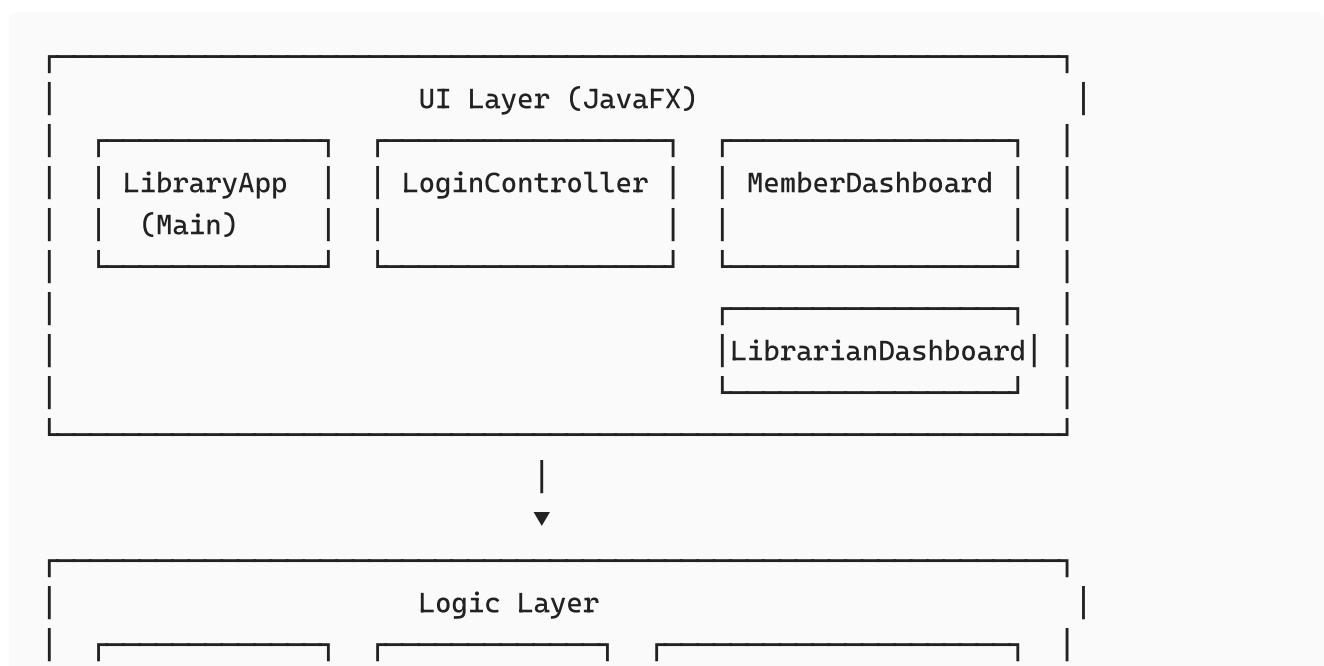 UI Layer (JavaFX)
LibraryApp LoginController MemberDashboard
(Main)
LibrarianDashboard
Logic Layer